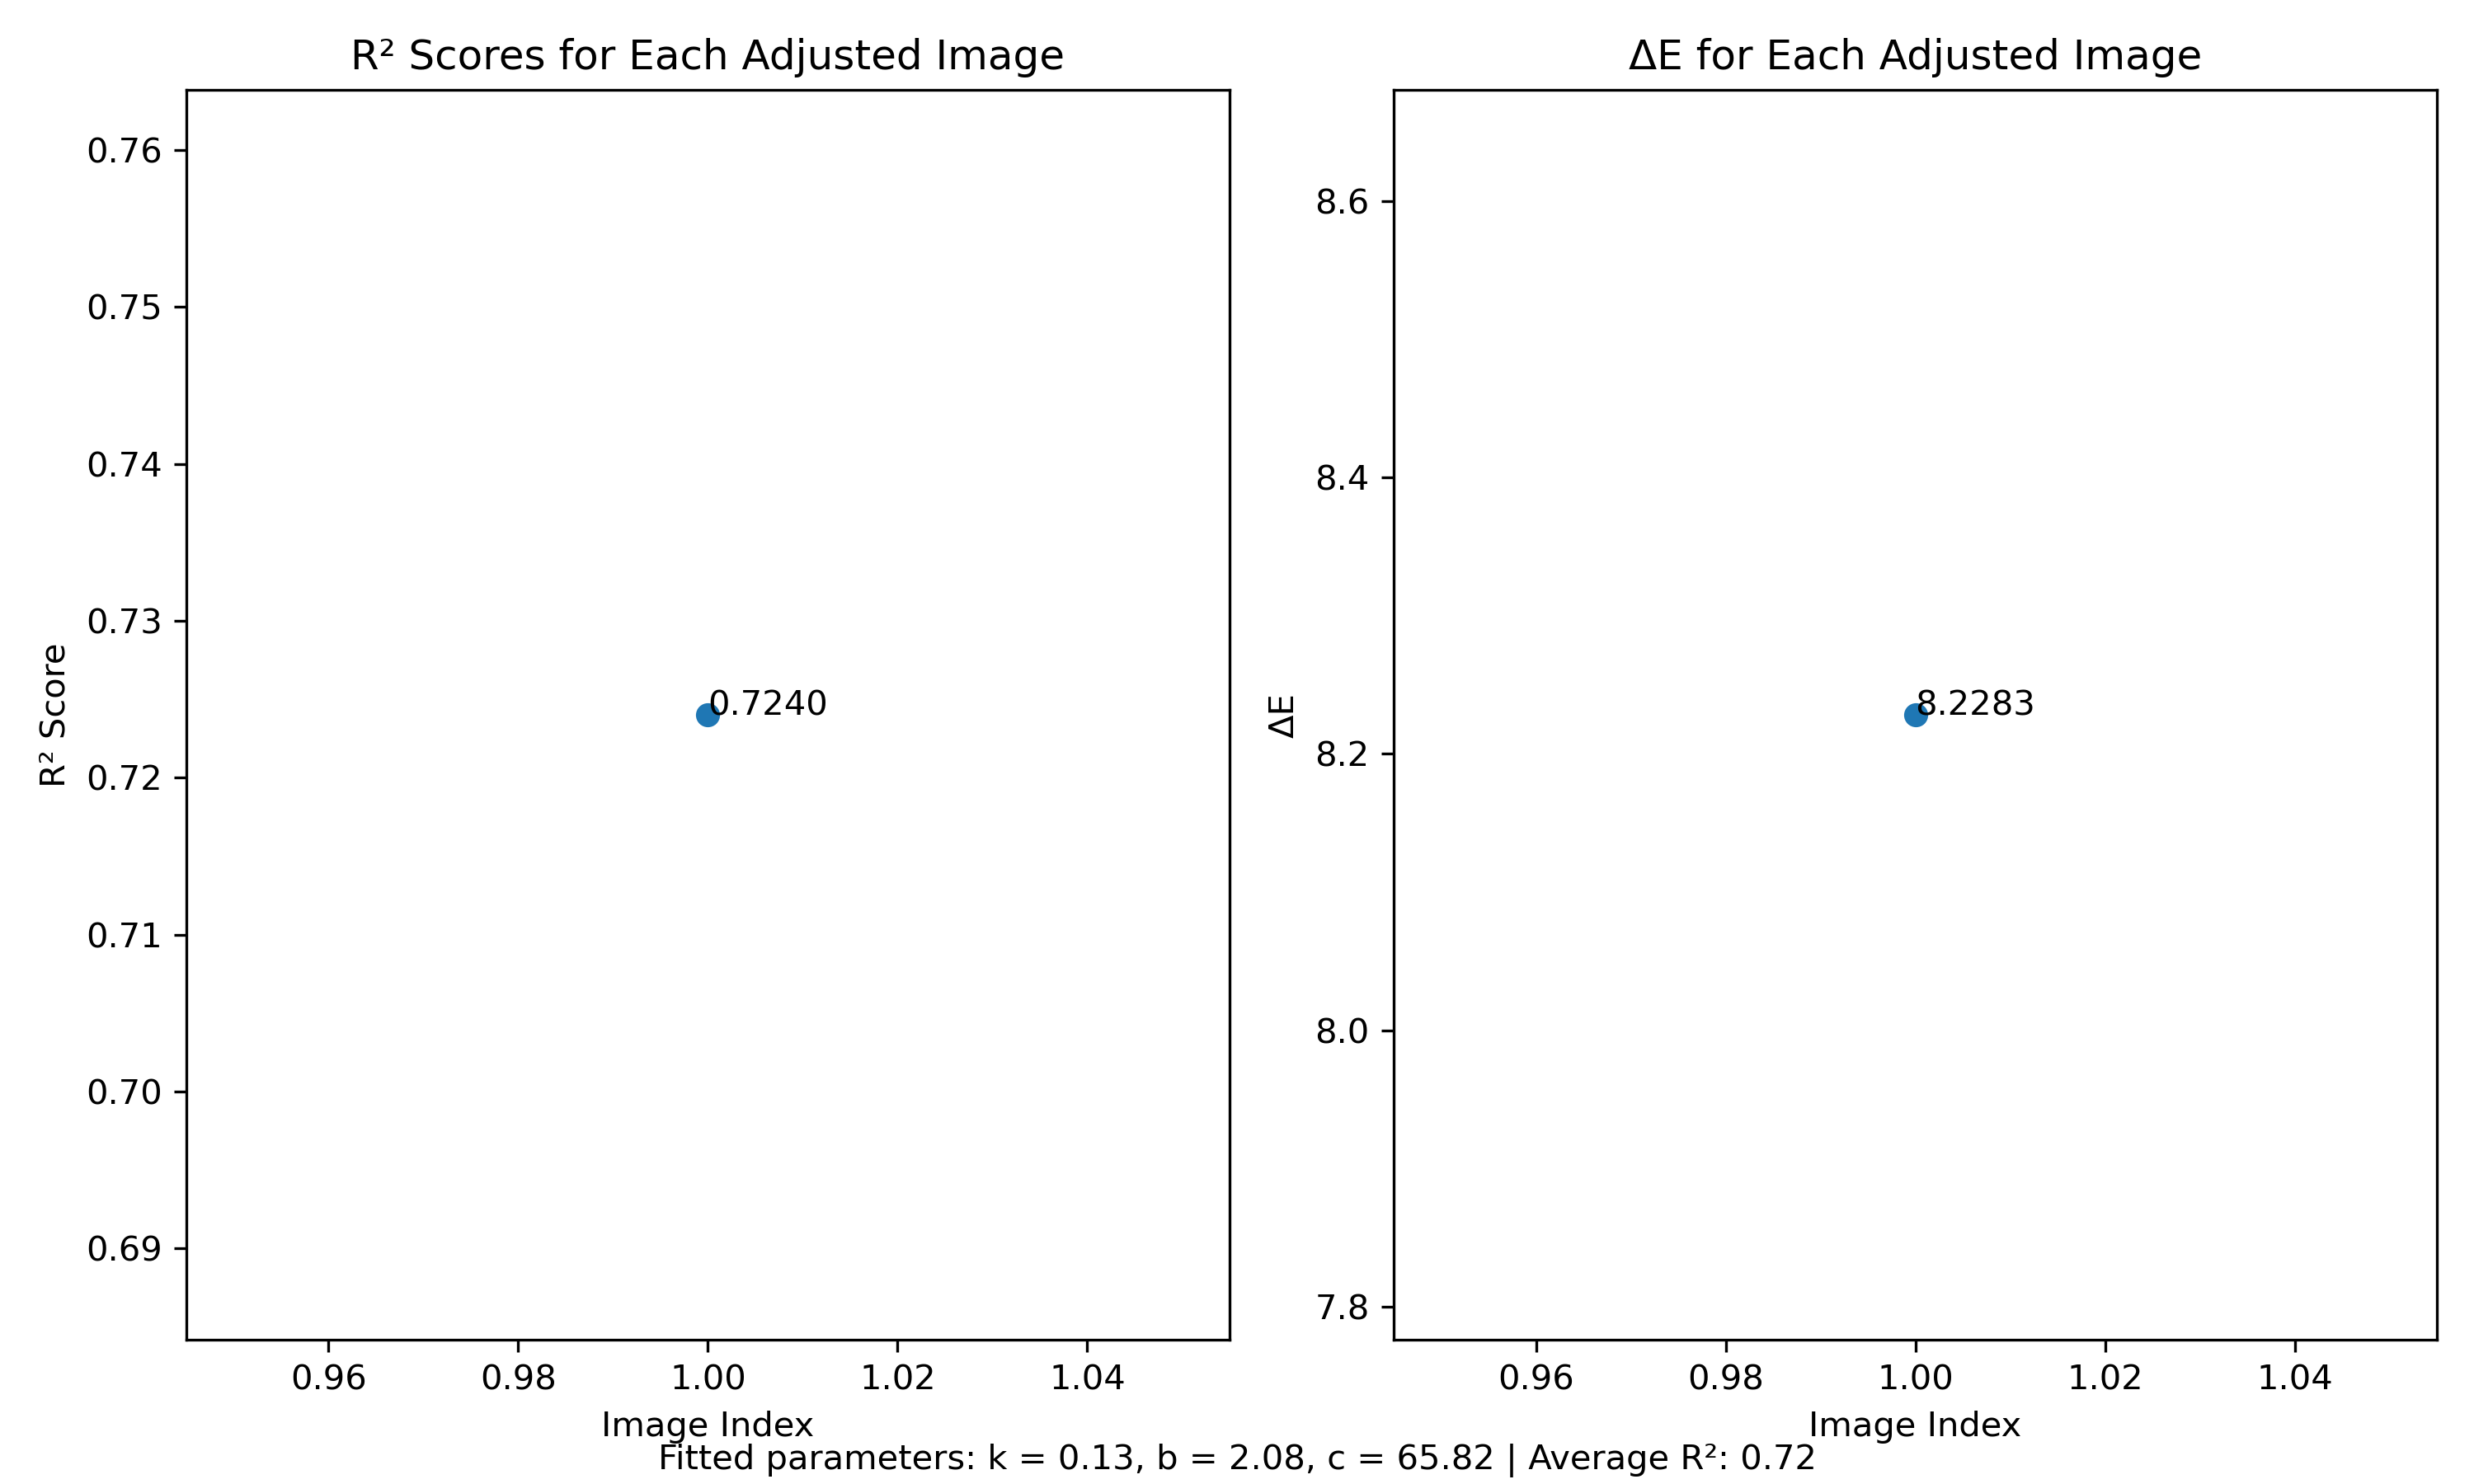 R² Scores for Each Adjusted Image
0.76
0.75
0.74
0.73
0.72
0.71
0.70
0.69
R² Score
0.7240
0.96 0.98 1.00 1.02 1.04
Image Index
ΔE for Each Adjusted Image
8.6
8.4
8.2
8.0
7.8
ΔE
8.2283
0.96 0.98 1.00 1.02 1.04
Image Index
Fitted parameters: k = 0.13, b = 2.08, c = 65.82 | Average R²: 0.72